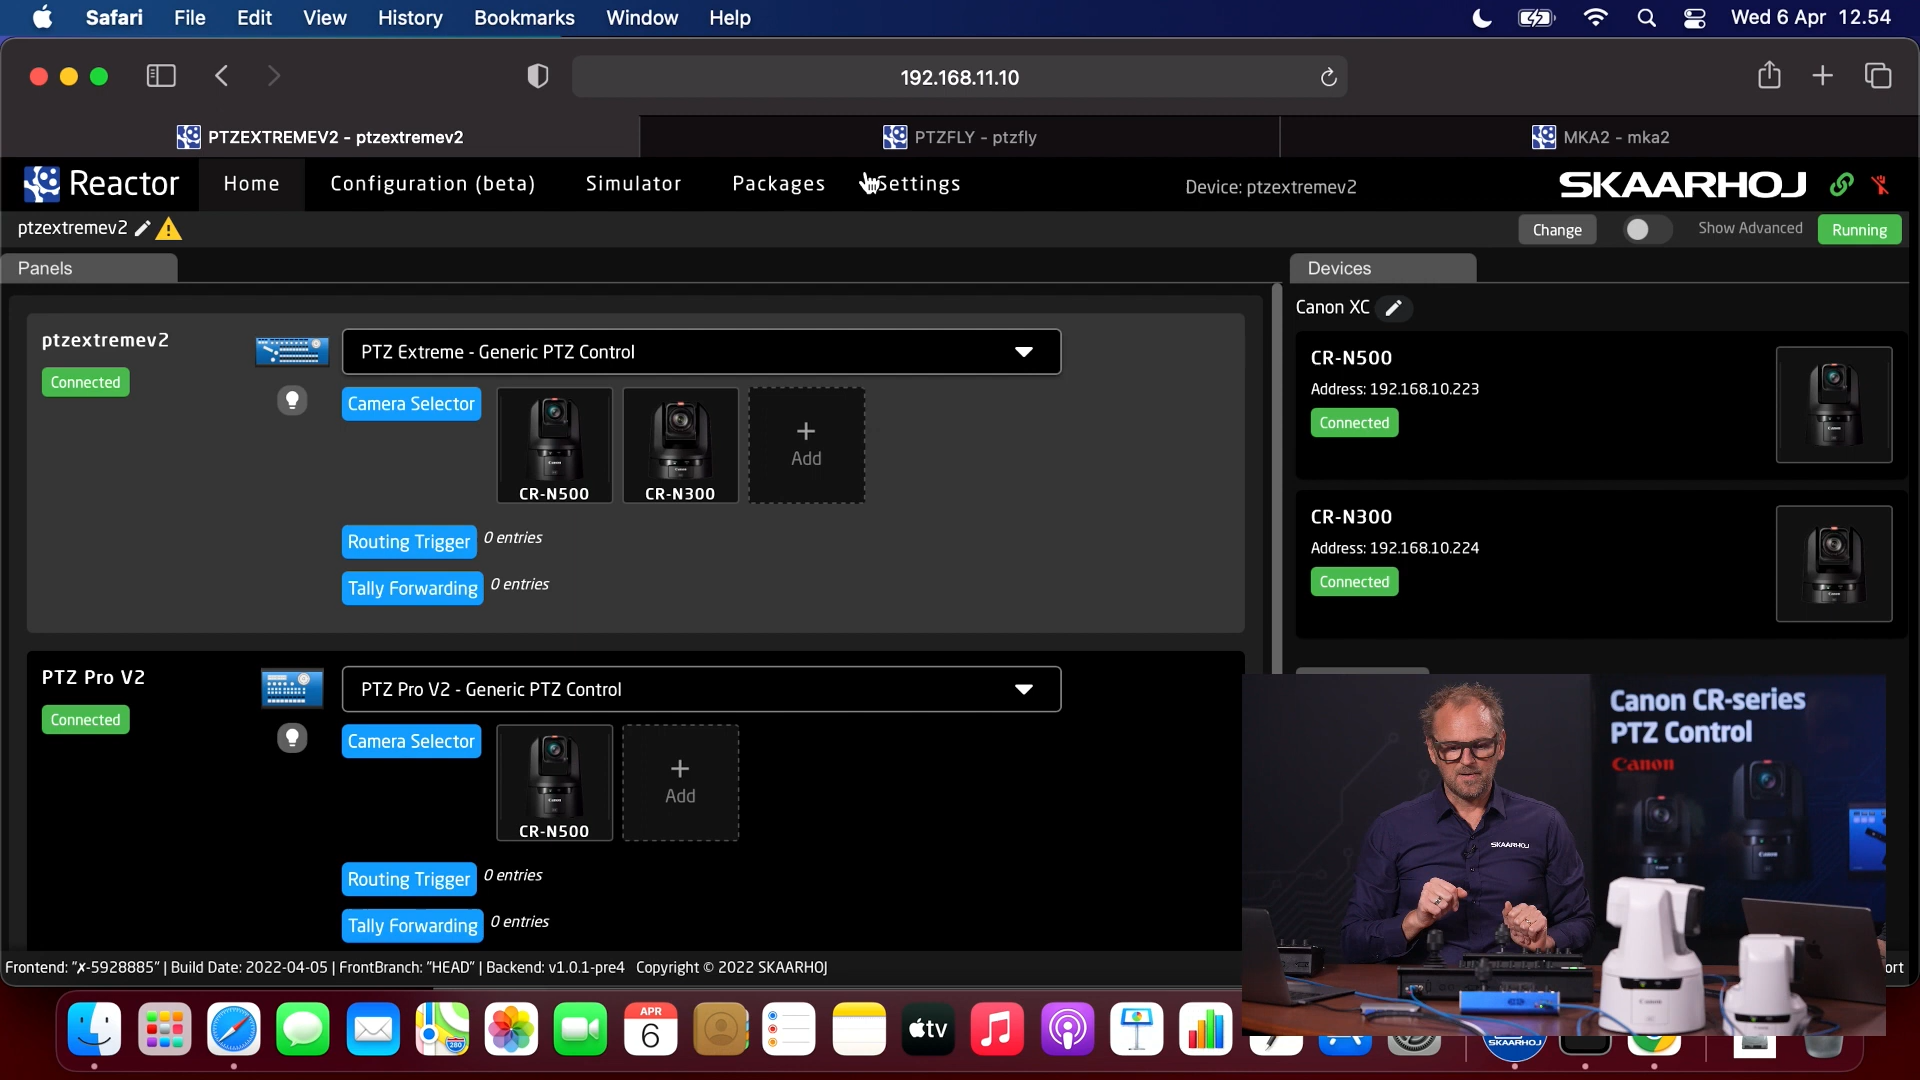 Safari File Edit View History Bookmarks Window Help Wed 6 Apr 12.54
192.168.11.10
PTZEXTREMEV2 - ptzextremev2 PTZFLY - ptzfly MKA2 - mka2
Reactor Home Configuration (beta) Simulator Packages Settings Device: ptzextremev2 SKAARHOJ
ptzextremev2 Change Show Advanced Running
Panels Devices
Canon XC
ptzextremev2
Connected
PTZ Extreme - Generic PTZ Control
Camera Selector
CR-N500
CR-N300
+
Add
Routing Trigger 0 entries
Tally Forwarding 0 entries
CR-N500
Address: 192.168.10.223
Connected
CR-N300
Address: 192.168.10.224
Connected
PTZ Pro V2
Connected
PTZ Pro V2 - Generic PTZ Control
Camera Selector
CR-N500
+
Add
Routing Trigger 0 entries
Tally Forwarding 0 entries
Canon CR-series
PTZ Control
Canon
SKAARHOJ
Frontend: "✗-5928885" | Build Date: 2022-04-05 | FrontBranch: "HEAD" | Backend: v1.0.1-pre4 Copyright © 2022 SKAARHOJ
ort
280
APR
6
tv
SKAARHOJ